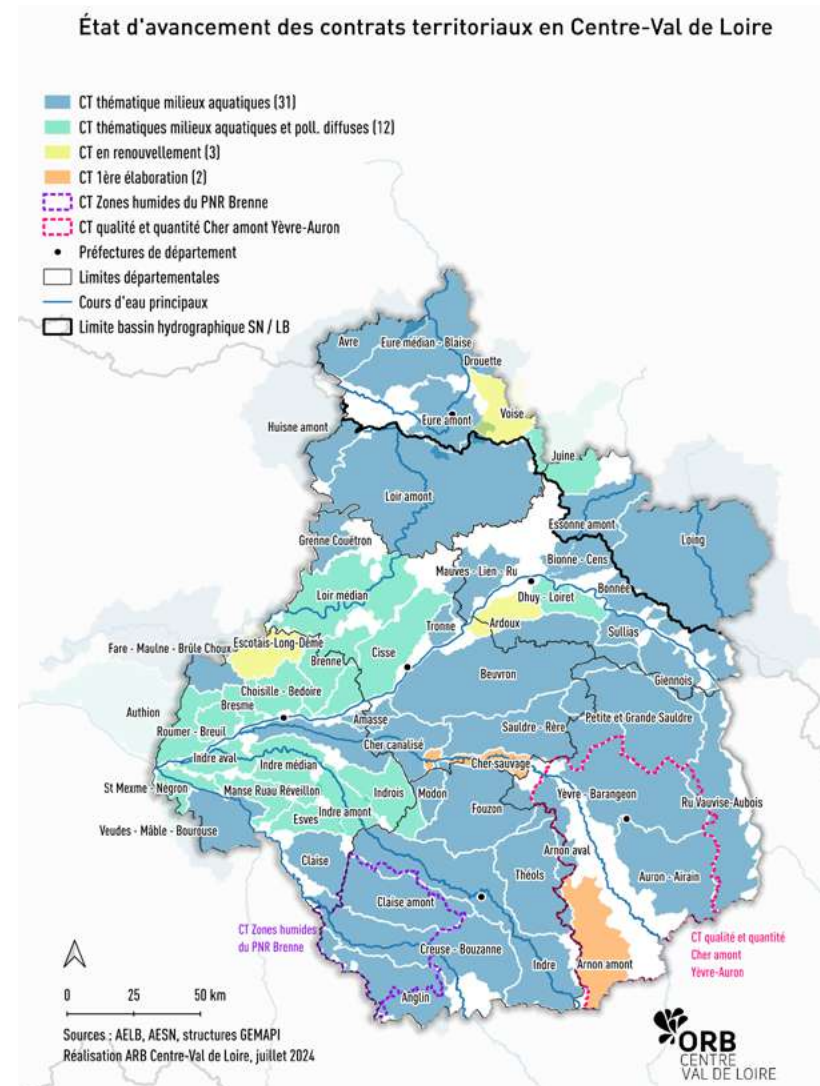 État d'avancement des contrats territoriaux en Centre-Val de Loire
CT thématique milieux aquatiques (31)
CT thématiques milieux aquatiques et poll. diffuses (12)
CT en renouvellement (3)
CT 1ère élaboration (2)
CT Zones humides du PNR Brenne
CT qualité et quantité Cher amont Yèvre-Auron
Préfectures de département
Limites départementales
Cours d'eau principaux
Limite bassin hydrographique SN / LB
Avre
Eure médian - Blaise
Drouette
Voise
Eure amont
Huisne amont
Juine
Loir amont
Essonne amont
Loing
Grenne Couëtron
Bionne - Cens
Mauves - Lien - Ru
Bonnée
Loir médian
Dhuy - Loiret
Ardoux
Tronne
Sullias
Escotais-Long-Dême
Fare - Maulne - Brûle Choux
Brenne
Cisse
Giennois
Beuvron
Choisille - Bedoire
Bresme
Authion
Petite et Grande Sauldre
Amasse
Sauldre - Rère
Roumer - Breuil
Cher canalisé
Indre aval
Indre médian
Cher sauvage
St Mexme - Négron
Manse Ruau Réveillon
Indrois
Modon
Yèvre - Barangeon
Ru Vauvise-Aubois
Fouzon
Indre amont
Esves
Veudes - Mâble - Bourouse
Arnon aval
Claise
Théols
Auron - Airain
Claise amont
CT Zones humides
du PNR Brenne
CT qualité et quantité
Cher amont
Yèvre-Auron
Creuse - Bouzanne
Indre
Arnon amont
Anglin
0 25 50 km
Sources : AELB, AESN, structures GEMAPI
Réalisation ARB Centre-Val de Loire, juillet 2024
ORB
CENTRE
VAL DE LOIRE